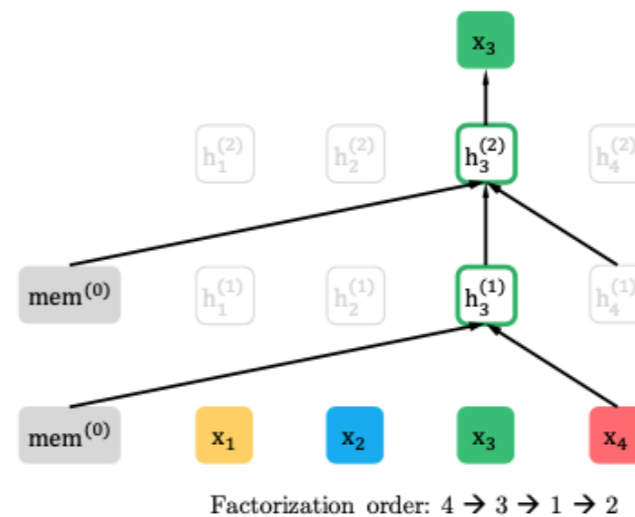 x₃
h₁⁽²⁾ h₂⁽²⁾ h₃⁽²⁾ h₄⁽²⁾
mem⁽⁰⁾ h₁⁽¹⁾ h₂⁽¹⁾ h₃⁽¹⁾ h₄⁽¹⁾
mem⁽⁰⁾ x₁ x₂ x₃ x₄
Factorization order: 4 → 3 → 1 → 2